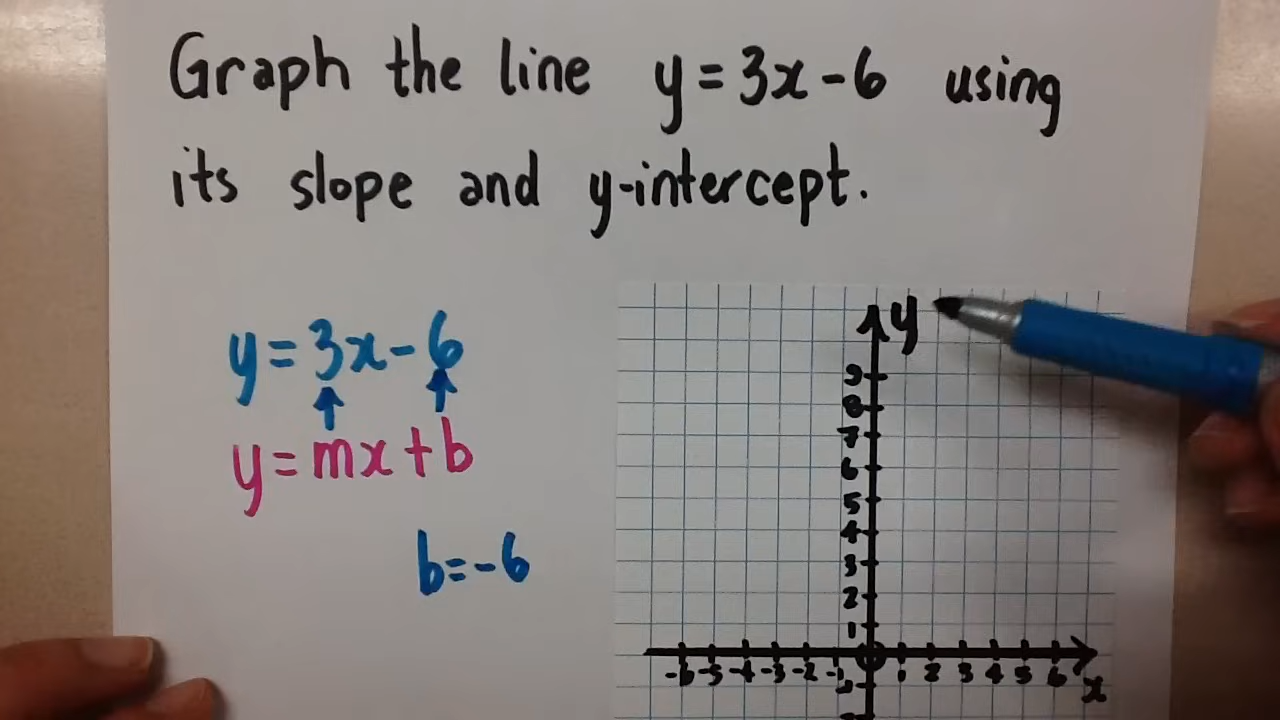 Graph the line y=3x-6 using
its slope and y-intercept.
y=3x-6
y=mx+b
b=-6
y
9
8
7
6
5
4
3
2
1
-6 -5 -4 -3 -2 -1 1 2 3 4 5 6
x